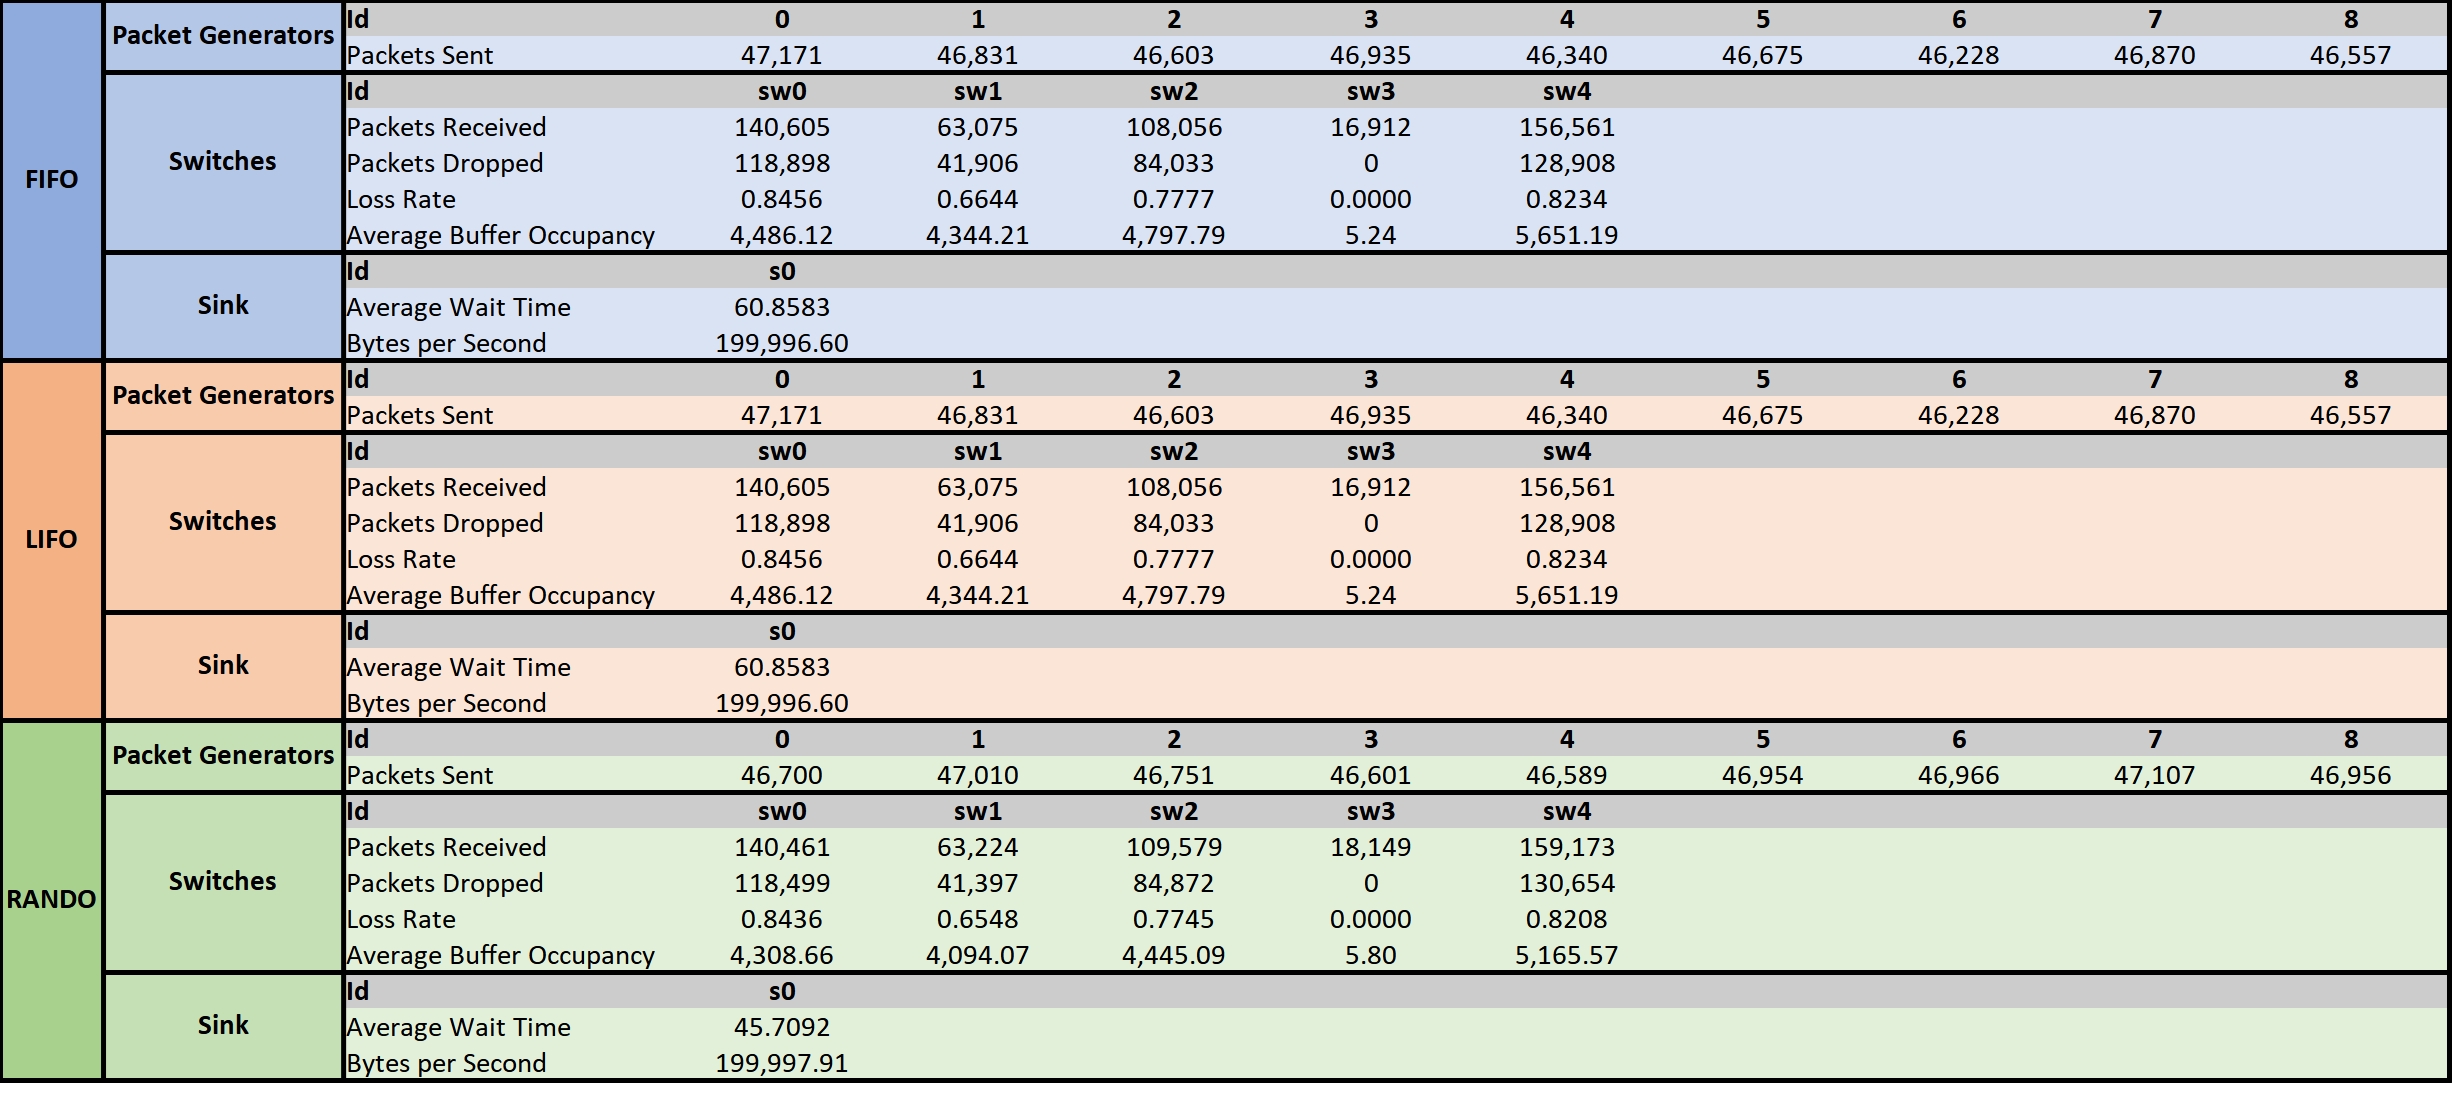 FIFO
Packet Generators
Id 0 1 2 3 4 5 6 7 8
Packets Sent 47,171 46,831 46,603 46,935 46,340 46,675 46,228 46,870 46,557
Switches
Id sw0 sw1 sw2 sw3 sw4
Packets Received 140,605 63,075 108,056 16,912 156,561
Packets Dropped 118,898 41,906 84,033 0 128,908
Loss Rate 0.8456 0.6644 0.7777 0.0000 0.8234
Average Buffer Occupancy 4,486.12 4,344.21 4,797.79 5.24 5,651.19
Sink
Id s0
Average Wait Time 60.8583
Bytes per Second 199,996.60
LIFO
Packet Generators
Id 0 1 2 3 4 5 6 7 8
Packets Sent 47,171 46,831 46,603 46,935 46,340 46,675 46,228 46,870 46,557
Switches
Id sw0 sw1 sw2 sw3 sw4
Packets Received 140,605 63,075 108,056 16,912 156,561
Packets Dropped 118,898 41,906 84,033 0 128,908
Loss Rate 0.8456 0.6644 0.7777 0.0000 0.8234
Average Buffer Occupancy 4,486.12 4,344.21 4,797.79 5.24 5,651.19
Sink
Id s0
Average Wait Time 60.8583
Bytes per Second 199,996.60
RANDO
Packet Generators
Id 0 1 2 3 4 5 6 7 8
Packets Sent 46,700 47,010 46,751 46,601 46,589 46,954 46,966 47,107 46,956
Switches
Id sw0 sw1 sw2 sw3 sw4
Packets Received 140,461 63,224 109,579 18,149 159,173
Packets Dropped 118,499 41,397 84,872 0 130,654
Loss Rate 0.8436 0.6548 0.7745 0.0000 0.8208
Average Buffer Occupancy 4,308.66 4,094.07 4,445.09 5.80 5,165.57
Sink
Id s0
Average Wait Time 45.7092
Bytes per Second 199,997.91